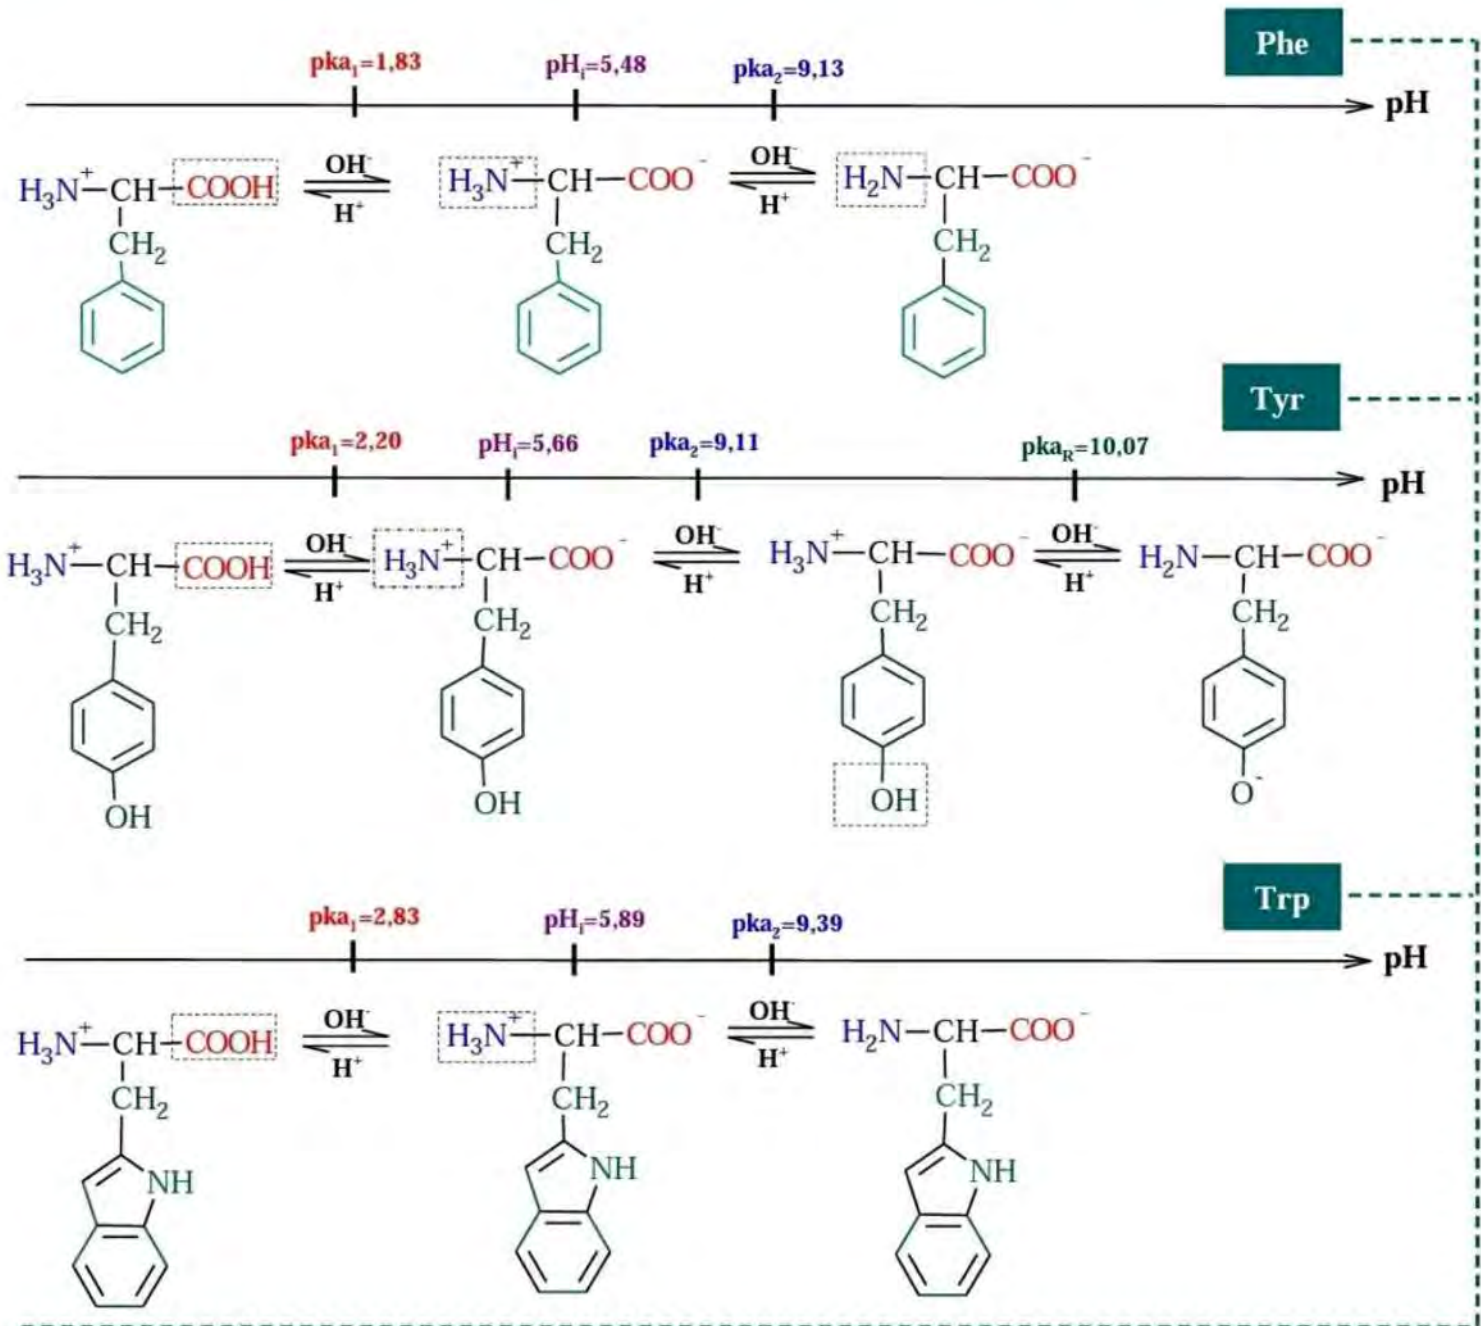 Phe
pka₁=1,83 pHᵢ=5,48 pka₂=9,13
pH
H₃N⁺—CH—COOH OH⁻ H⁺ H₃N⁺—CH—COO⁻ OH⁻ H⁺ H₂N—CH—COO⁻
CH₂ CH₂ CH₂
Tyr
pka₁=2,20 pHᵢ=5,66 pka₂=9,11 pka_R=10,07
pH
H₃N⁺—CH—COOH OH⁻ H⁺ H₃N⁺—CH—COO⁻ OH⁻ H⁺ H₃N⁺—CH—COO⁻ OH⁻ H⁺ H₂N—CH—COO⁻
CH₂ CH₂ CH₂ CH₂
OH OH OH O⁻
Trp
pka₁=2,83 pHᵢ=5,89 pka₂=9,39
pH
H₃N⁺—CH—COOH OH⁻ H⁺ H₃N⁺—CH—COO⁻ OH⁻ H⁺ H₂N—CH—COO⁻
CH₂ CH₂ CH₂
NH NH NH